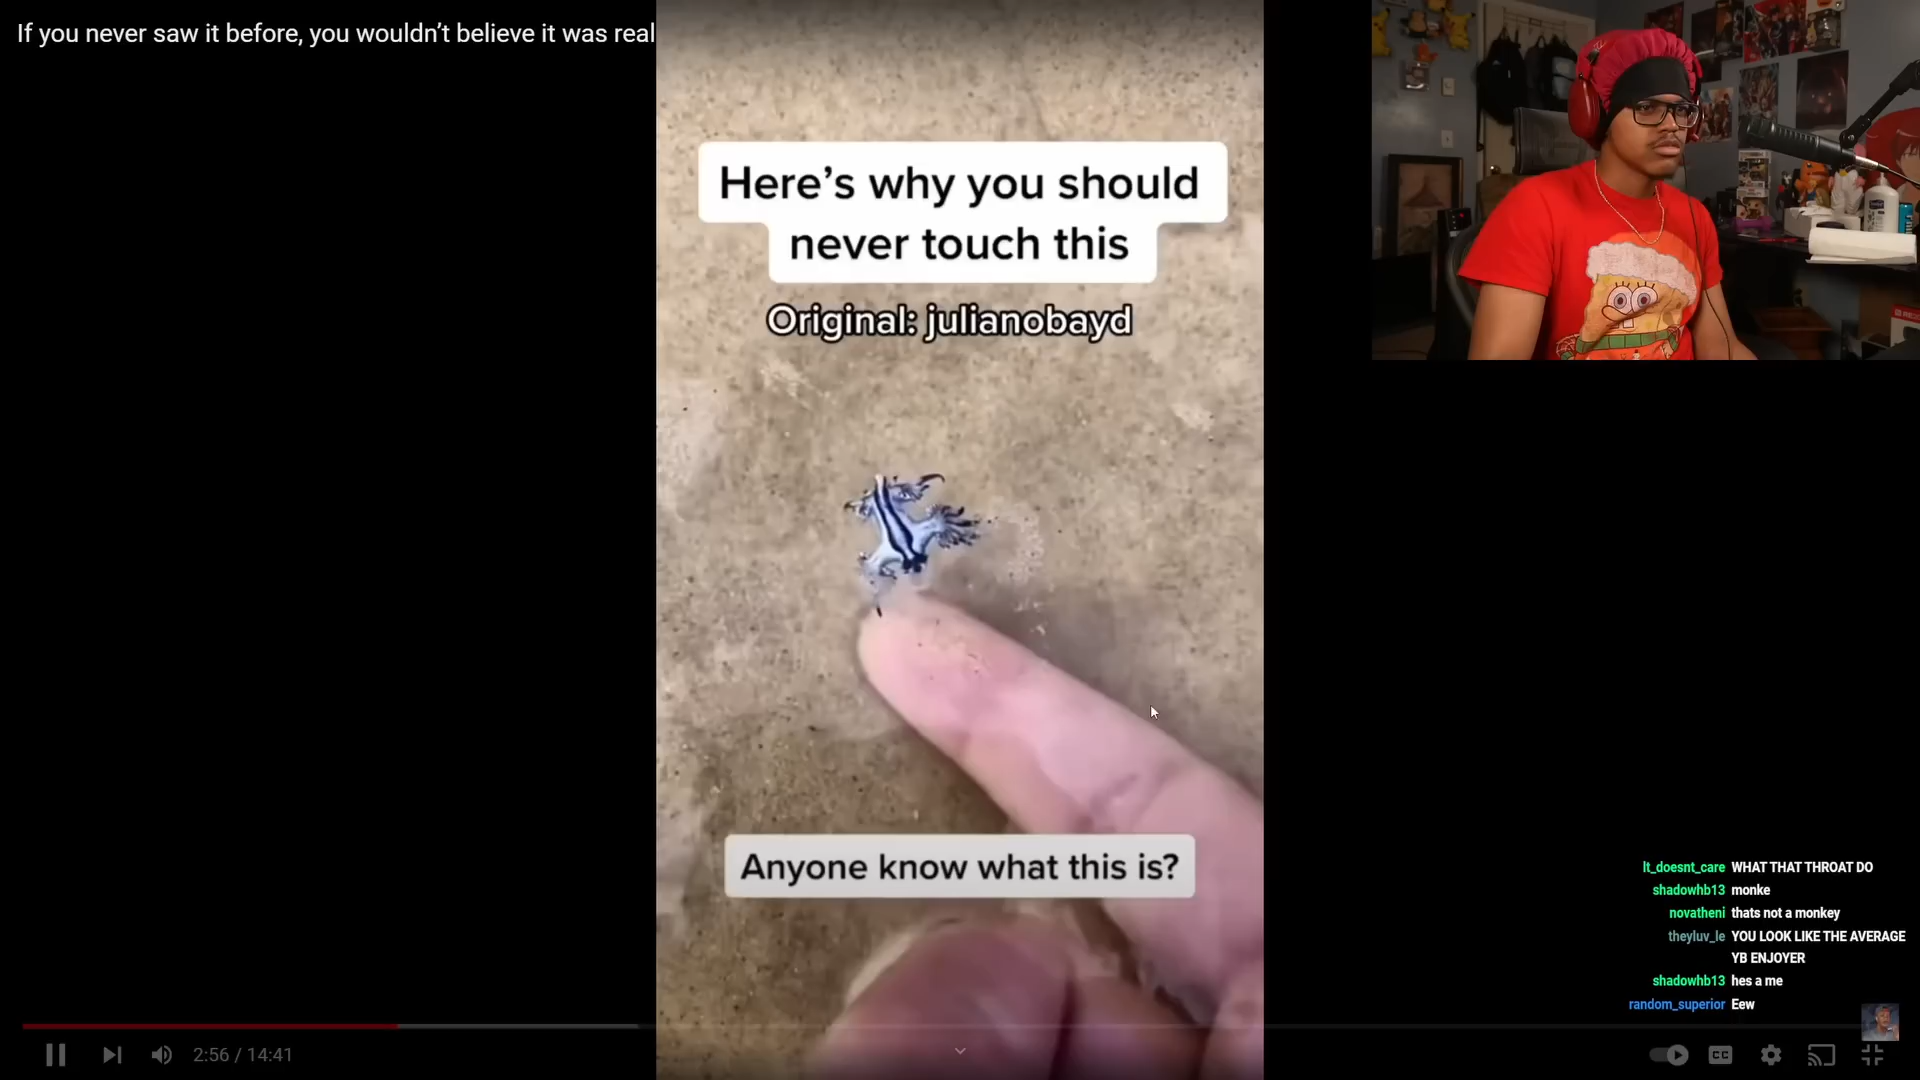 If you never saw it before, you wouldn’t believe it was real
Here’s why you should
never touch this
Original: julianobayd
Anyone know what this is?
lt_doesnt_care WHAT THAT THROAT DO
shadowhb13 monke
novatheni thats not a monkey
theyluv_le YOU LOOK LIKE THE AVERAGE
YB ENJOYER
shadowhb13 hes a me
random_superior Eew
2:56 / 14:41
CC